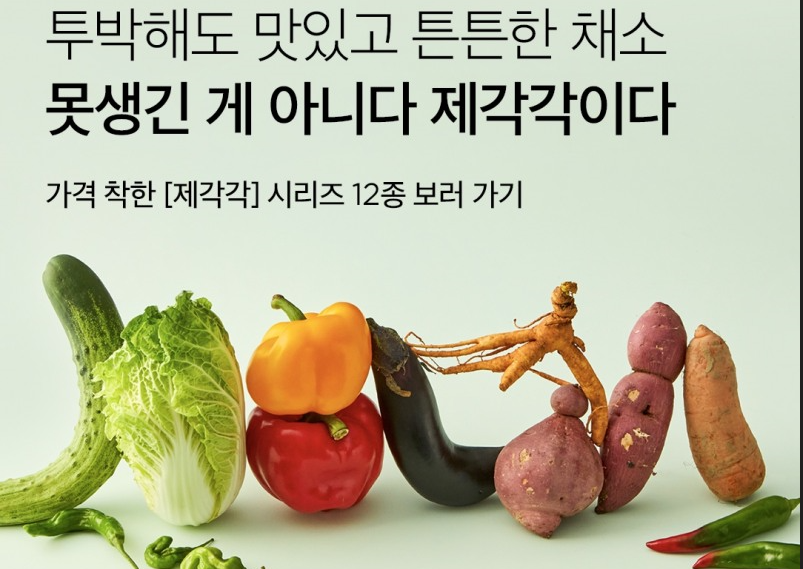 투박해도 맛있고 튼튼한 채소
못생긴 게 아니다 제각각이다
가격 착한 [제각각] 시리즈 12종 보러 가기